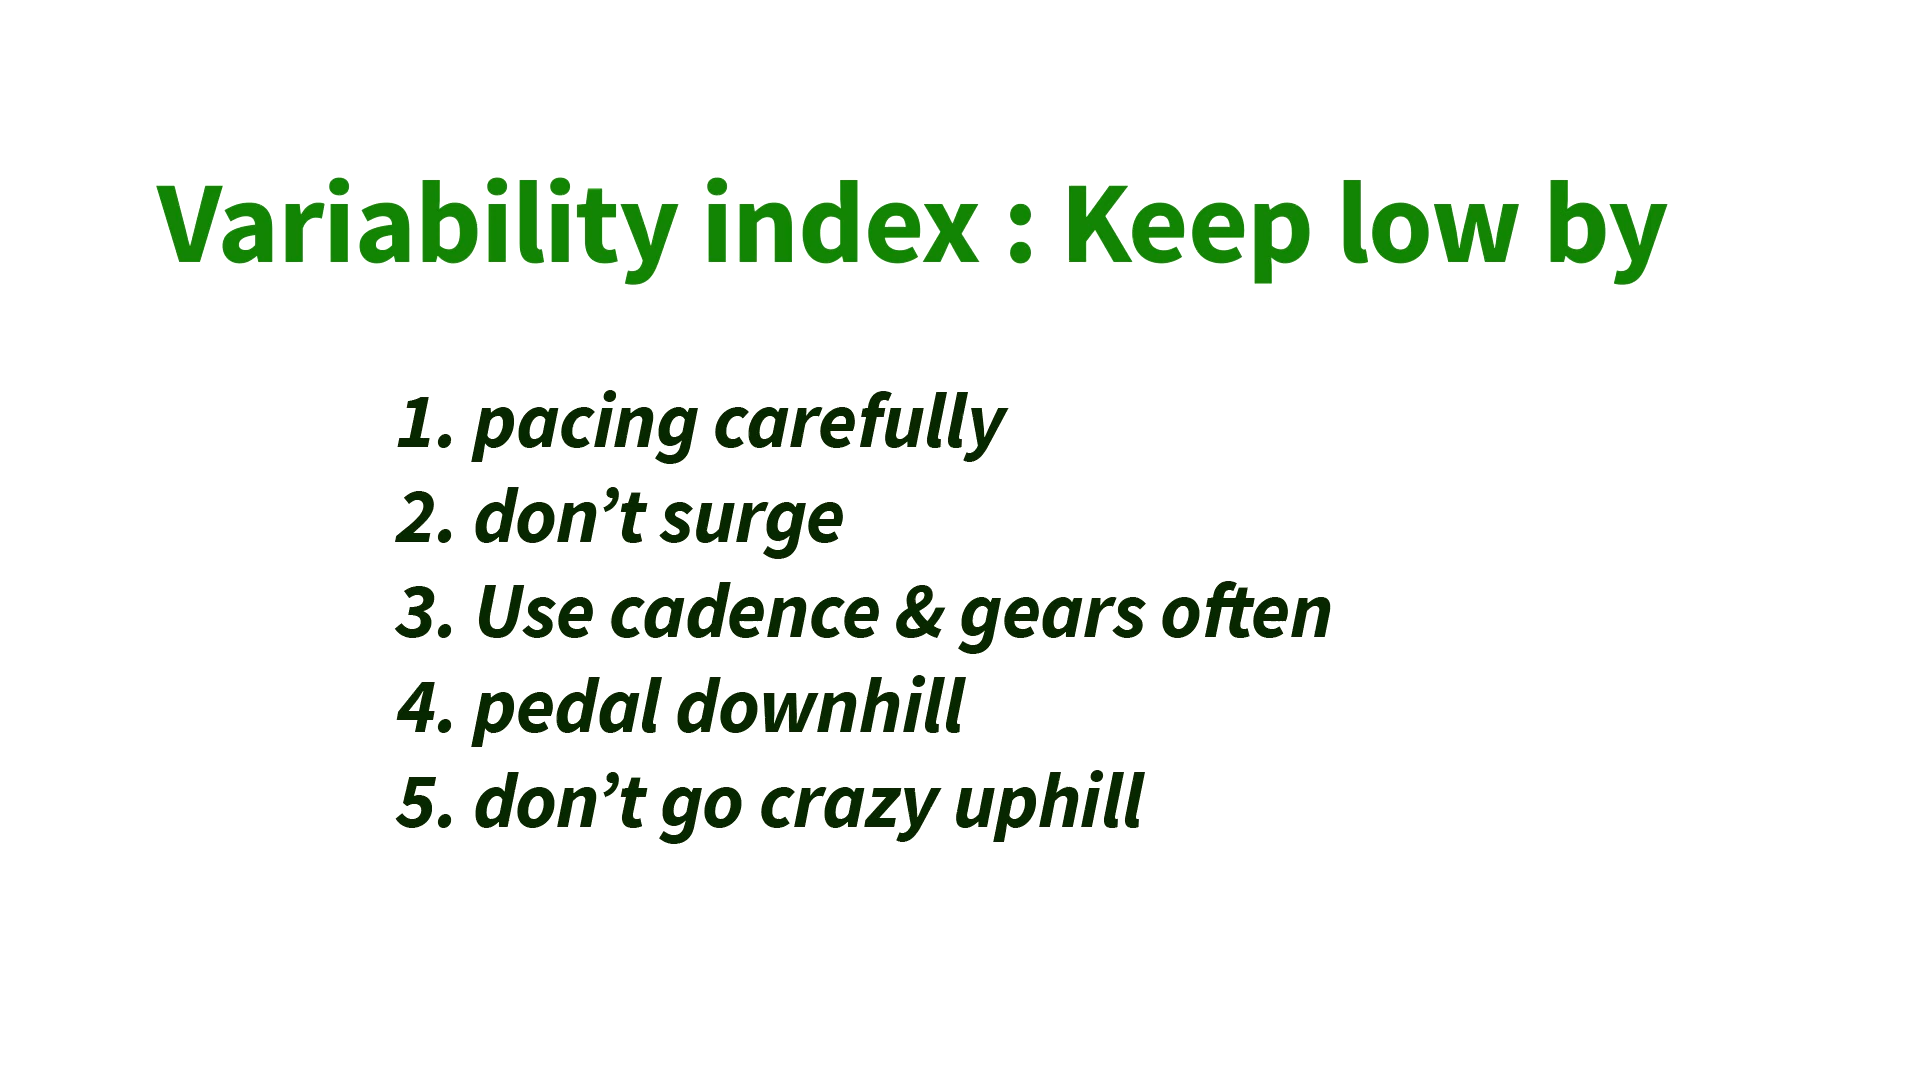 Variability index : Keep low by
1. pacing carefully
2. don’t surge
3. Use cadence & gears often
4. pedal downhill
5. don’t go crazy uphill